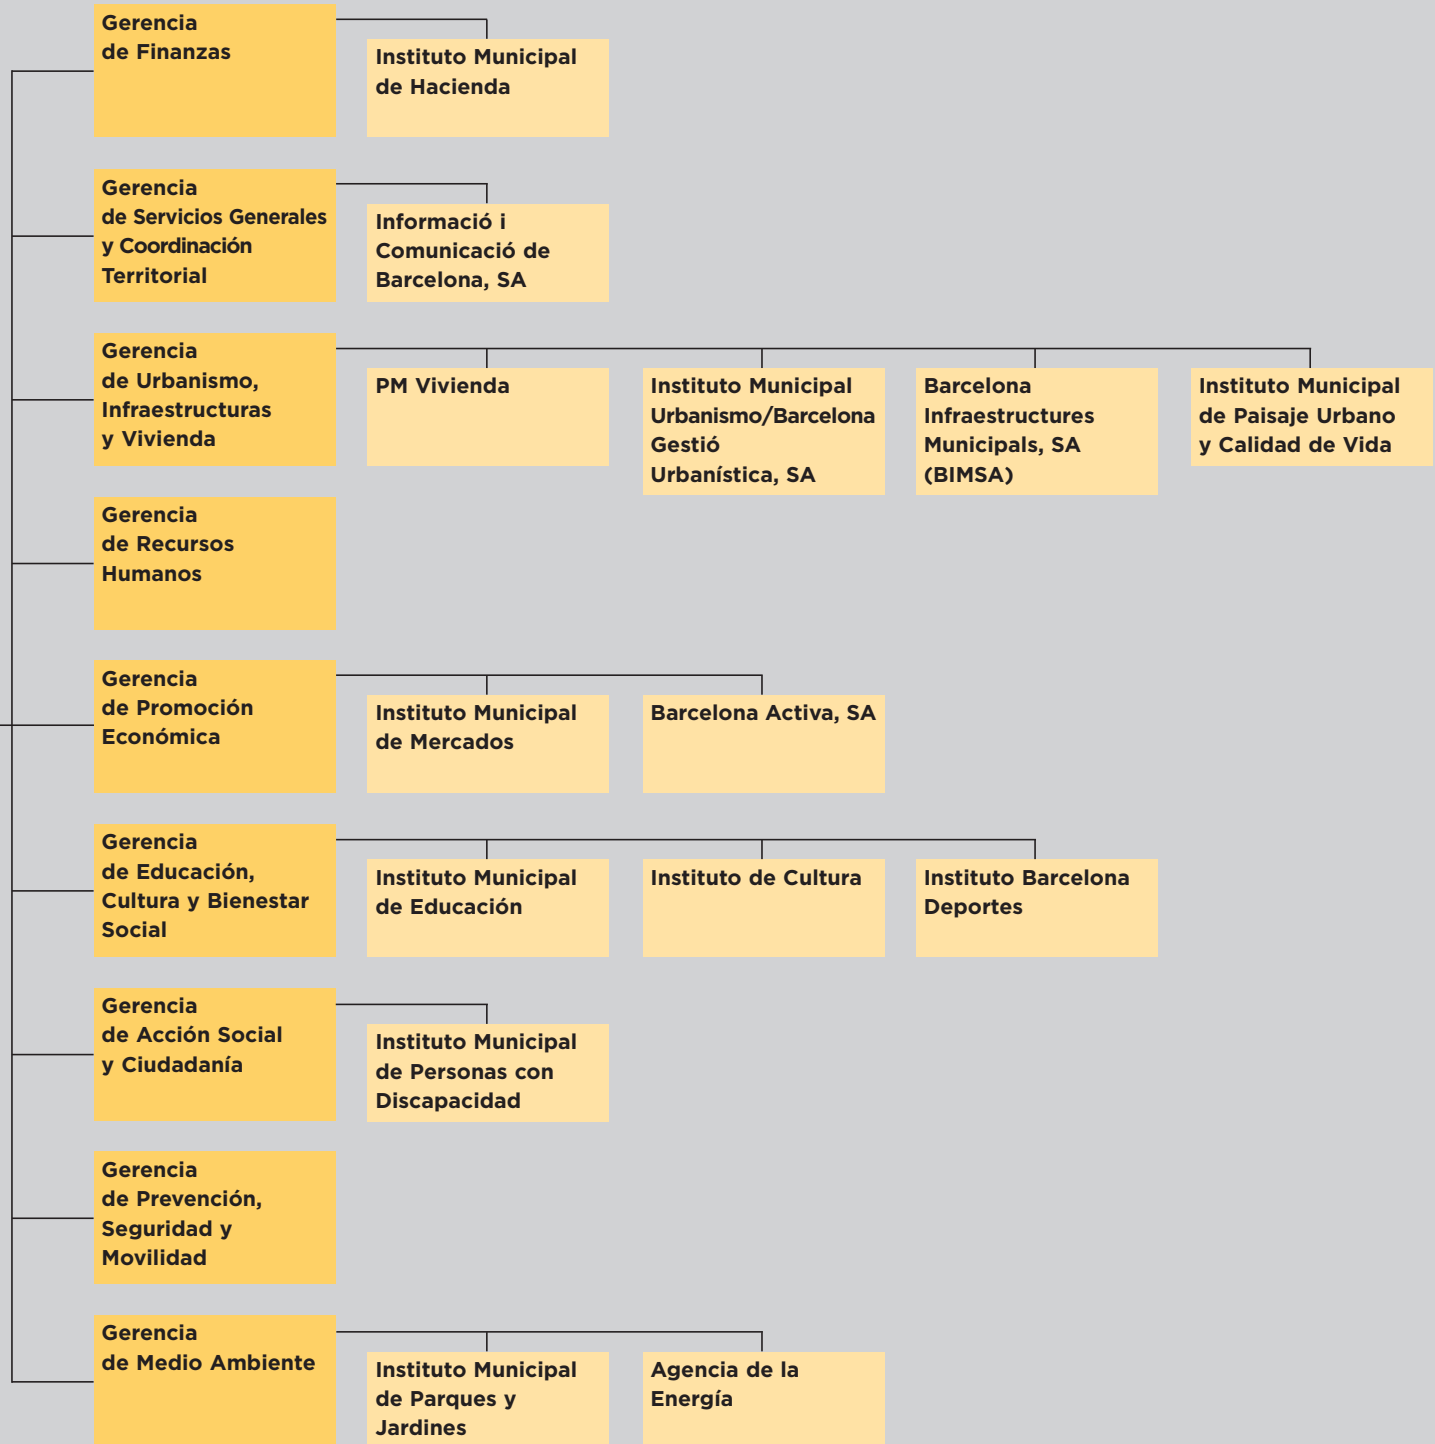 Gerencia
de Finanzas
Instituto Municipal
de Hacienda
Gerencia
de Servicios Generales
y Coordinación
Territorial
Informació i
Comunicació de
Barcelona, SA
Gerencia
de Urbanismo,
Infraestructuras
y Vivienda
PM Vivienda
Instituto Municipal
Urbanismo/Barcelona
Gestió
Urbanística, SA
Barcelona
Infraestructures
Municipals, SA
(BIMSA)
Instituto Municipal
de Paisaje Urbano
y Calidad de Vida
Gerencia
de Recursos
Humanos
Gerencia
de Promoción
Económica
Instituto Municipal
de Mercados
Barcelona Activa, SA
Gerencia
de Educación,
Cultura y Bienestar
Social
Instituto Municipal
de Educación
Instituto de Cultura
Instituto Barcelona
Deportes
Gerencia
de Acción Social
y Ciudadanía
Instituto Municipal
de Personas con
Discapacidad
Gerencia
de Prevención,
Seguridad y
Movilidad
Gerencia
de Medio Ambiente
Instituto Municipal
de Parques y
Jardines
Agencia de la
Energía